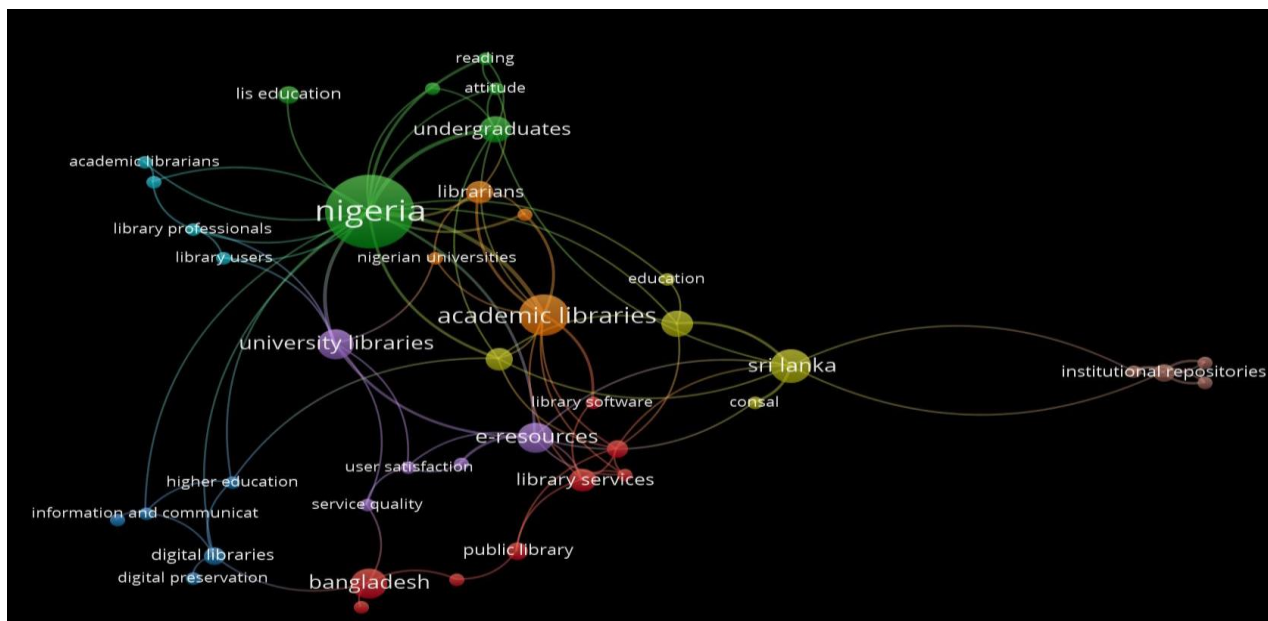 reading
attitude
lis education
undergraduates
academic librarians
librarians
nigeria
library professionals
library users
nigerian universities
education
academic libraries
university libraries
sri lanka
institutional repositories
library software
consal
e-resources
user satisfaction
library services
higher education
service quality
information and communicat
public library
digital libraries
digital preservation
bangladesh